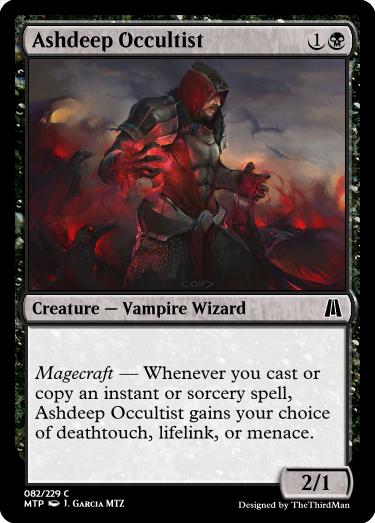 Ashdeep Occultist 1
Creature — Vampire Wizard
Magecraft — Whenever you cast or
copy an instant or sorcery spell,
Ashdeep Occultist gains your choice
of deathtouch, lifelink, or menace.
2/1
082/229 C
MTP J. Garcia MTZ
Designed by TheThirdMan